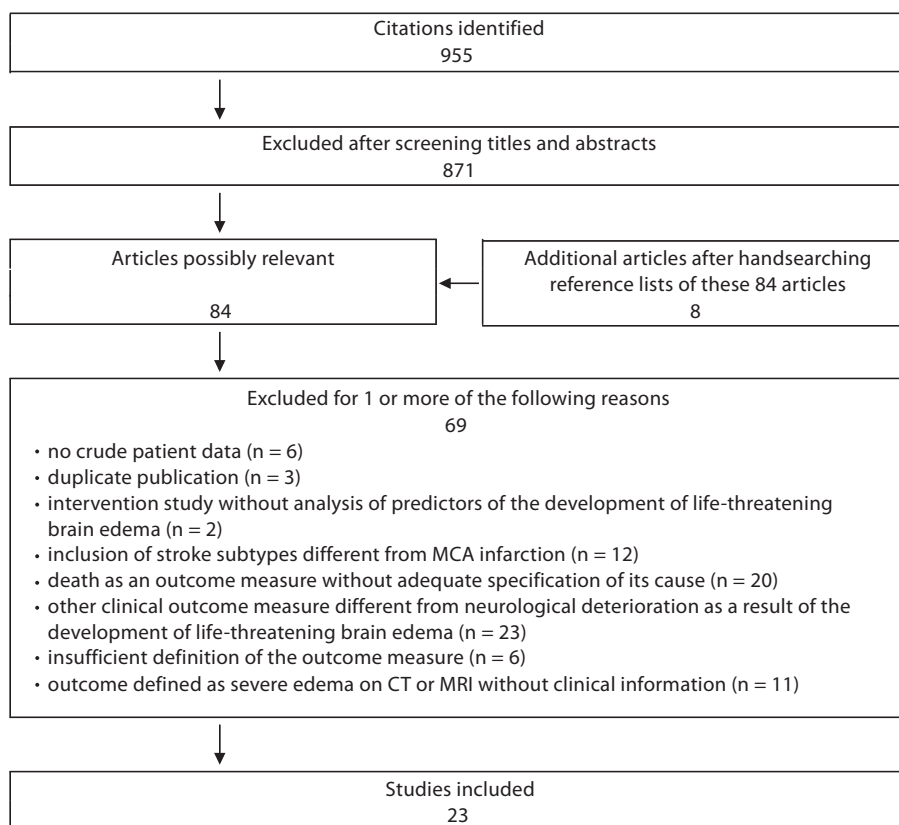 Citations identified
955
Excluded after screening titles and abstracts
871
Articles possibly relevant
84
Additional articles after handsearching
reference lists of these 84 articles
8
Excluded for 1 or more of the following reasons
69
· no crude patient data (n = 6)
· duplicate publication (n = 3)
· intervention study without analysis of predictors of the development of life-threatening
brain edema (n = 2)
· inclusion of stroke subtypes different from MCA infarction (n = 12)
· death as an outcome measure without adequate specification of its cause (n = 20)
· other clinical outcome measure different from neurological deterioration as a result of the
development of life-threatening brain edema (n = 23)
· insufficient definition of the outcome measure (n = 6)
· outcome defined as severe edema on CT or MRI without clinical information (n = 11)
Studies included
23